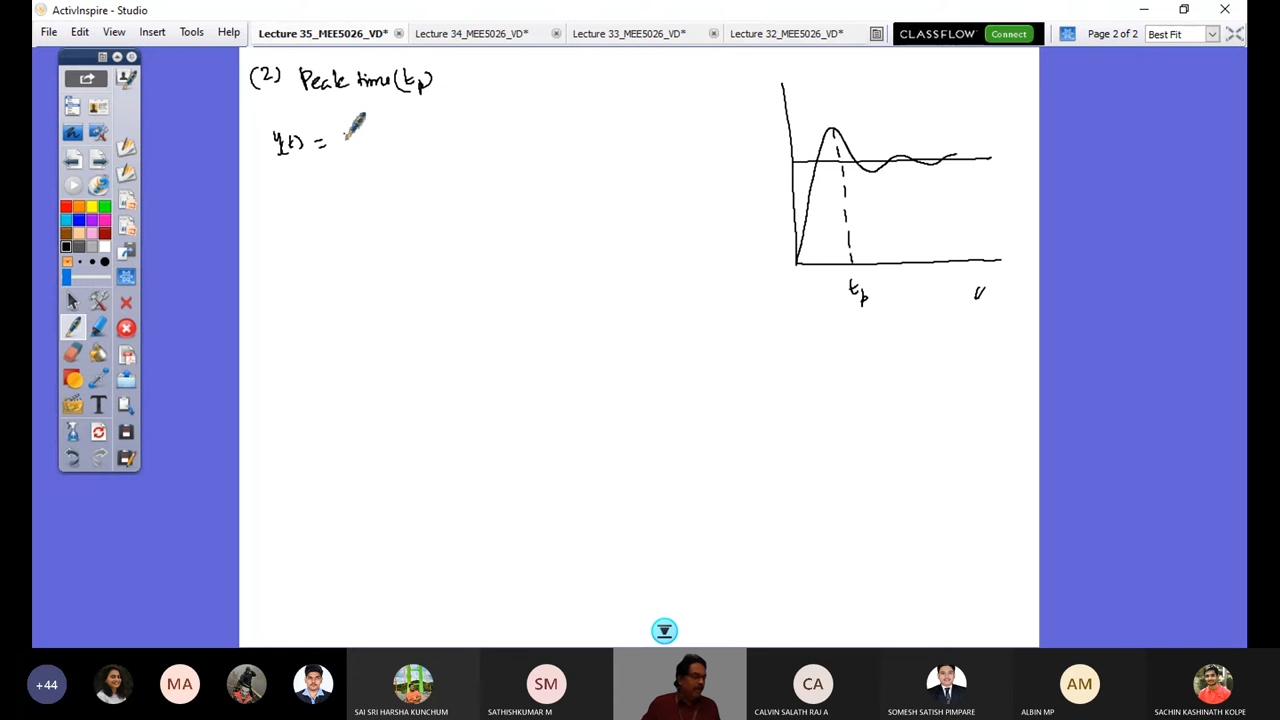 ActivInspire - Studio
File Edit View Insert Tools Help
Lecture 35_MEE5026_VD* Lecture 34_MEE5026_VD* Lecture 33_MEE5026_VD* Lecture 32_MEE5026_VD* CLASSFLOW Connect Page 2 of 2 Best Fit
(2) Peak time (tp)
y(t) =
tp
+44 MA SM CA AM
SAI SRI HARSHA KUNCHUM SATHISHKUMAR M CALVIN SALATH RAJ A SOMESH SATISH PIMPARE ALBIN MP SACHIN KASHINATH KOLPE